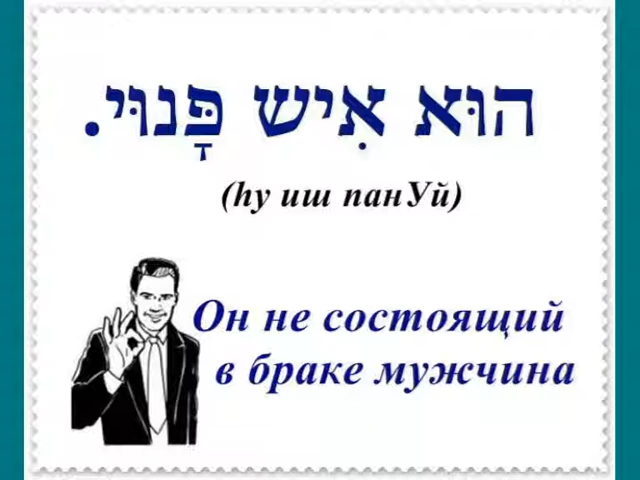 הוּא אִיש פָּנוּי.
(hу иш панУй)
Он не состоящий
в браке мужчина